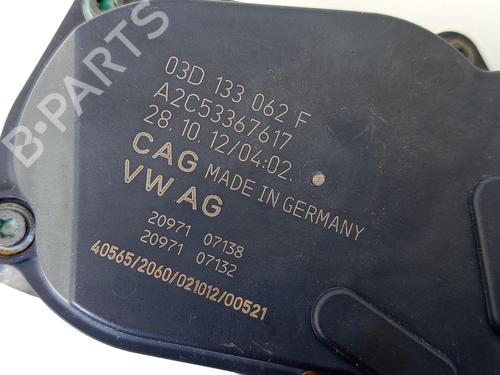 B-PARTS
03D 133 062 F
A2C53367617
28.10.12/04:02.
CAG MADE IN GERMANY
VW AG
20971 07138
20971 07132
40565/2060/021012/00521